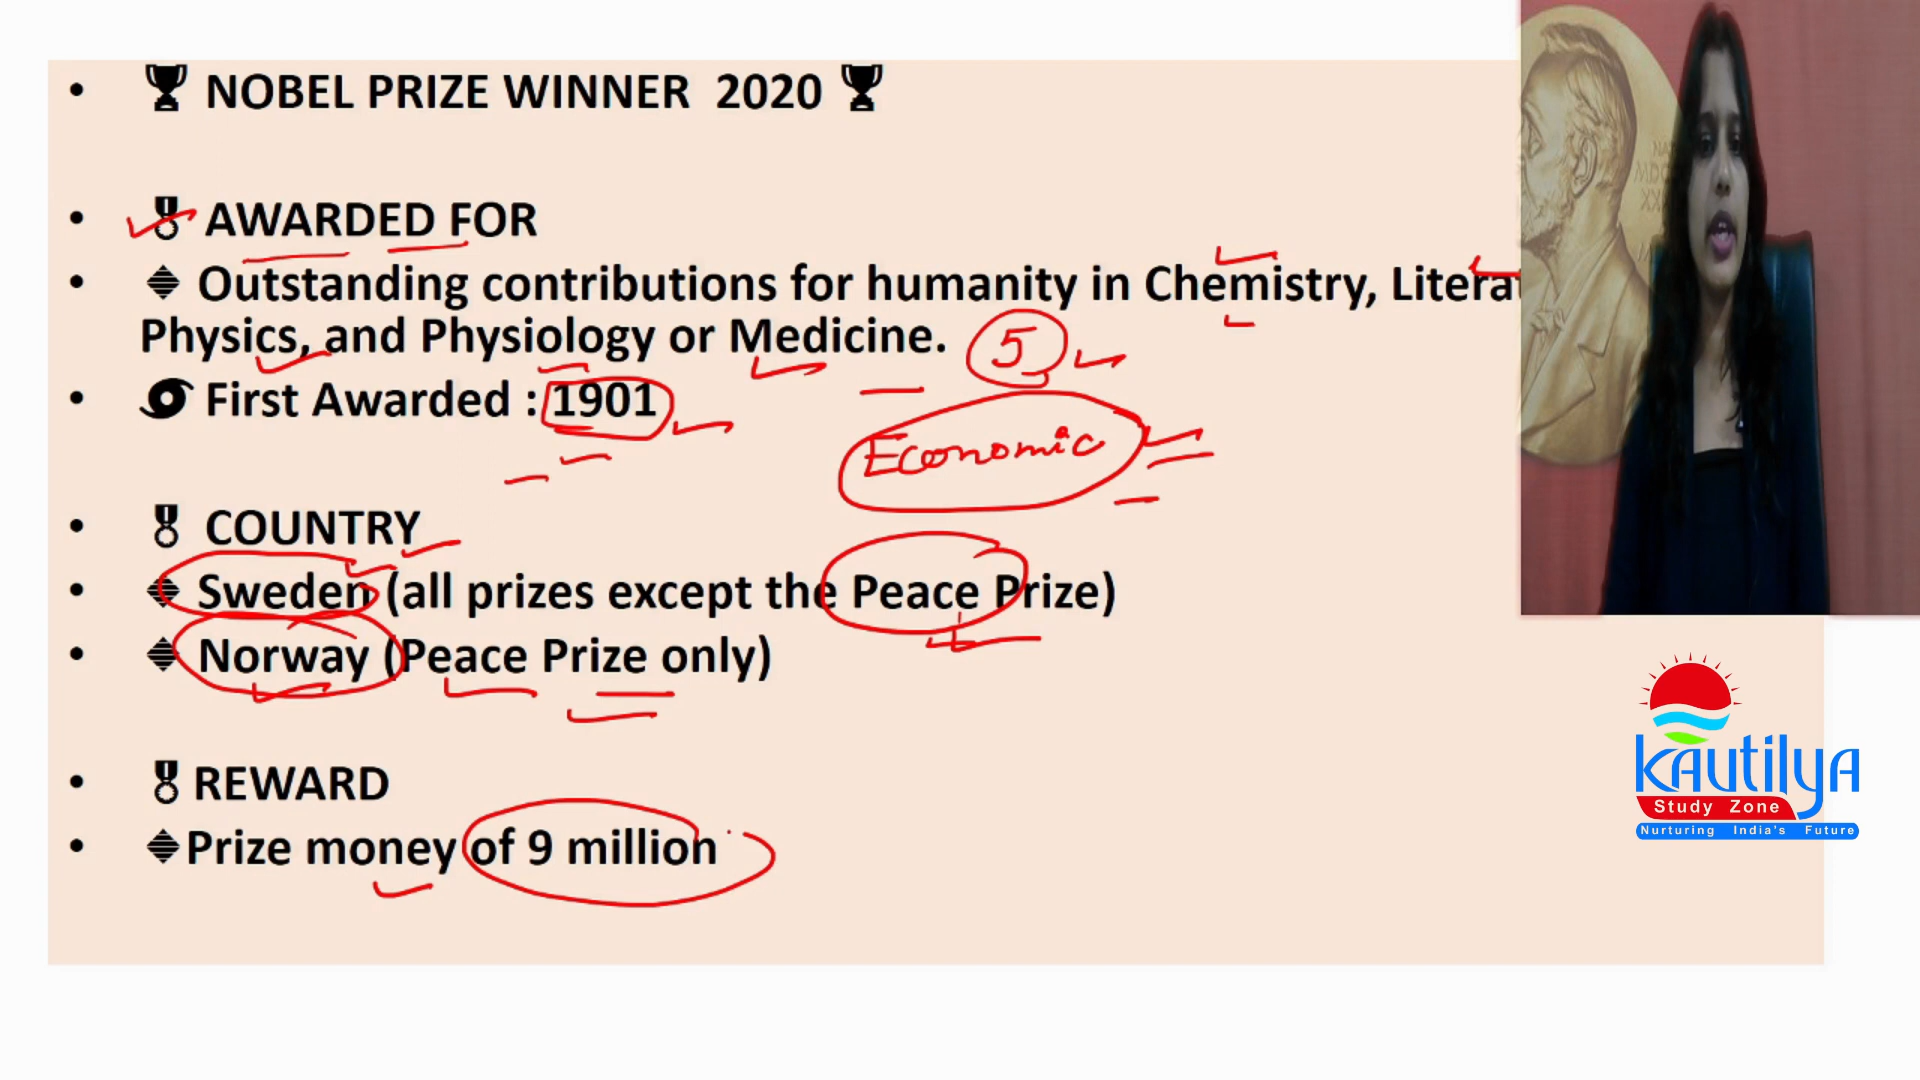 • 🏆 NOBEL PRIZE WINNER 2020 🏆
• 🎖 AWARDED FOR
• Outstanding contributions for humanity in Chemistry,
Physics, and Physiology or Medicine. 5
• First Awarded : 1901
Economic
• 🎖 COUNTRY
• Sweden (all prizes except the Peace Prize)
• Norway (Peace Prize only)
• 🎖 REWARD
• Prize money of 9 million
kautilya
Study Zone
Nurturing India's Future